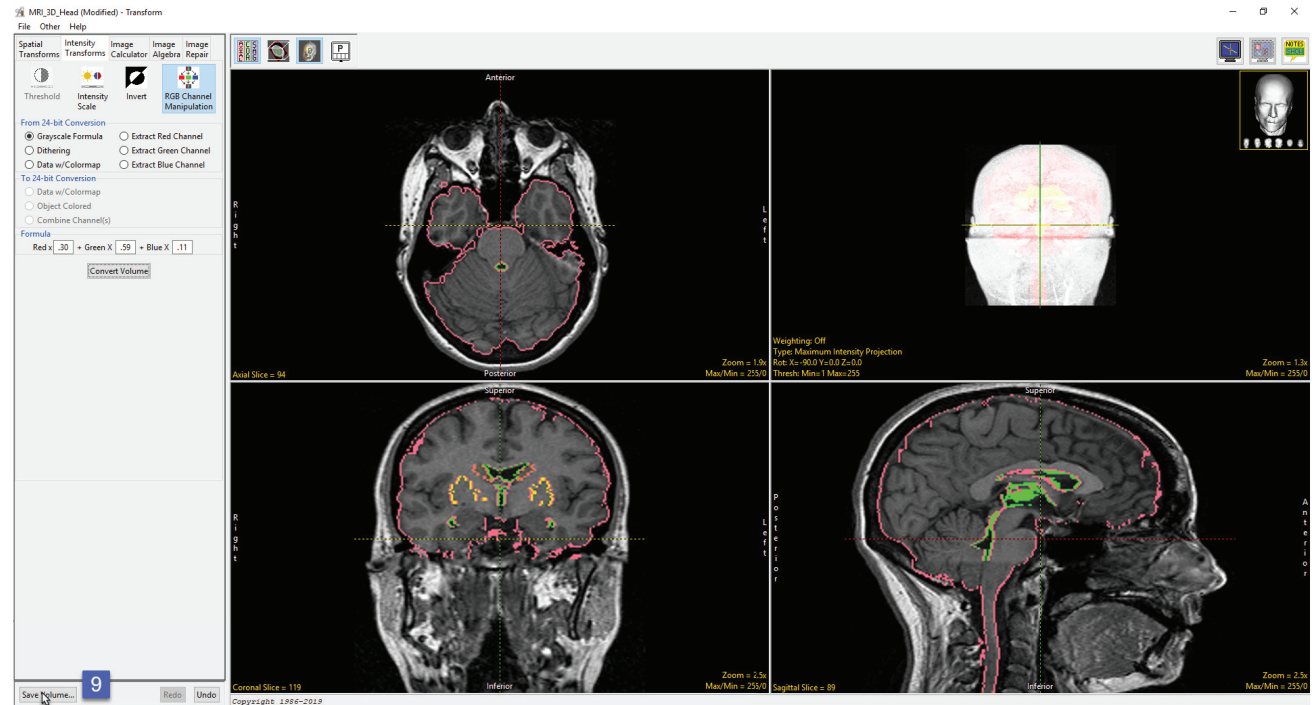 MRI_3D_Head (Modified) - Transform
File Other Help
Spatial Transforms
Intensity Transforms
Image Calculator
Image Algebra
Image Repair
Threshold
Intensity Scale
Invert
RGB Channel Manipulation
From 24-bit Conversion
Grayscale Formula
Extract Red Channel
Dithering
Extract Green Channel
Data w/Colormap
Extract Blue Channel
To 24-bit Conversion
Data w/Colormap
Object Colored
Combine Channel(s)
Formula
Red x .30 + Green X .59 + Blue X .11
Convert Volume
Save Volume...
9
Redo
Undo
P
NOTES
Anterior
Right
Left
Axial Slice = 94
Posterior
Zoom = 1.9x
Max/Min = 255/0
Weighting: Off
Type: Maximum Intensity Projection
Rot: X=-90.0 Y=0.0 Z=0.0
Thresh: Min=1 Max=255
Zoom = 1.3x
Max/Min = 255/0
Superior
Right
Left
Coronal Slice = 119
Inferior
Zoom = 2.5x
Max/Min = 255/0
Superior
Posterior
Anterior
Sagittal Slice = 89
Inferior
Zoom = 2.5x
Max/Min = 255/0
Copyright 1986-2019